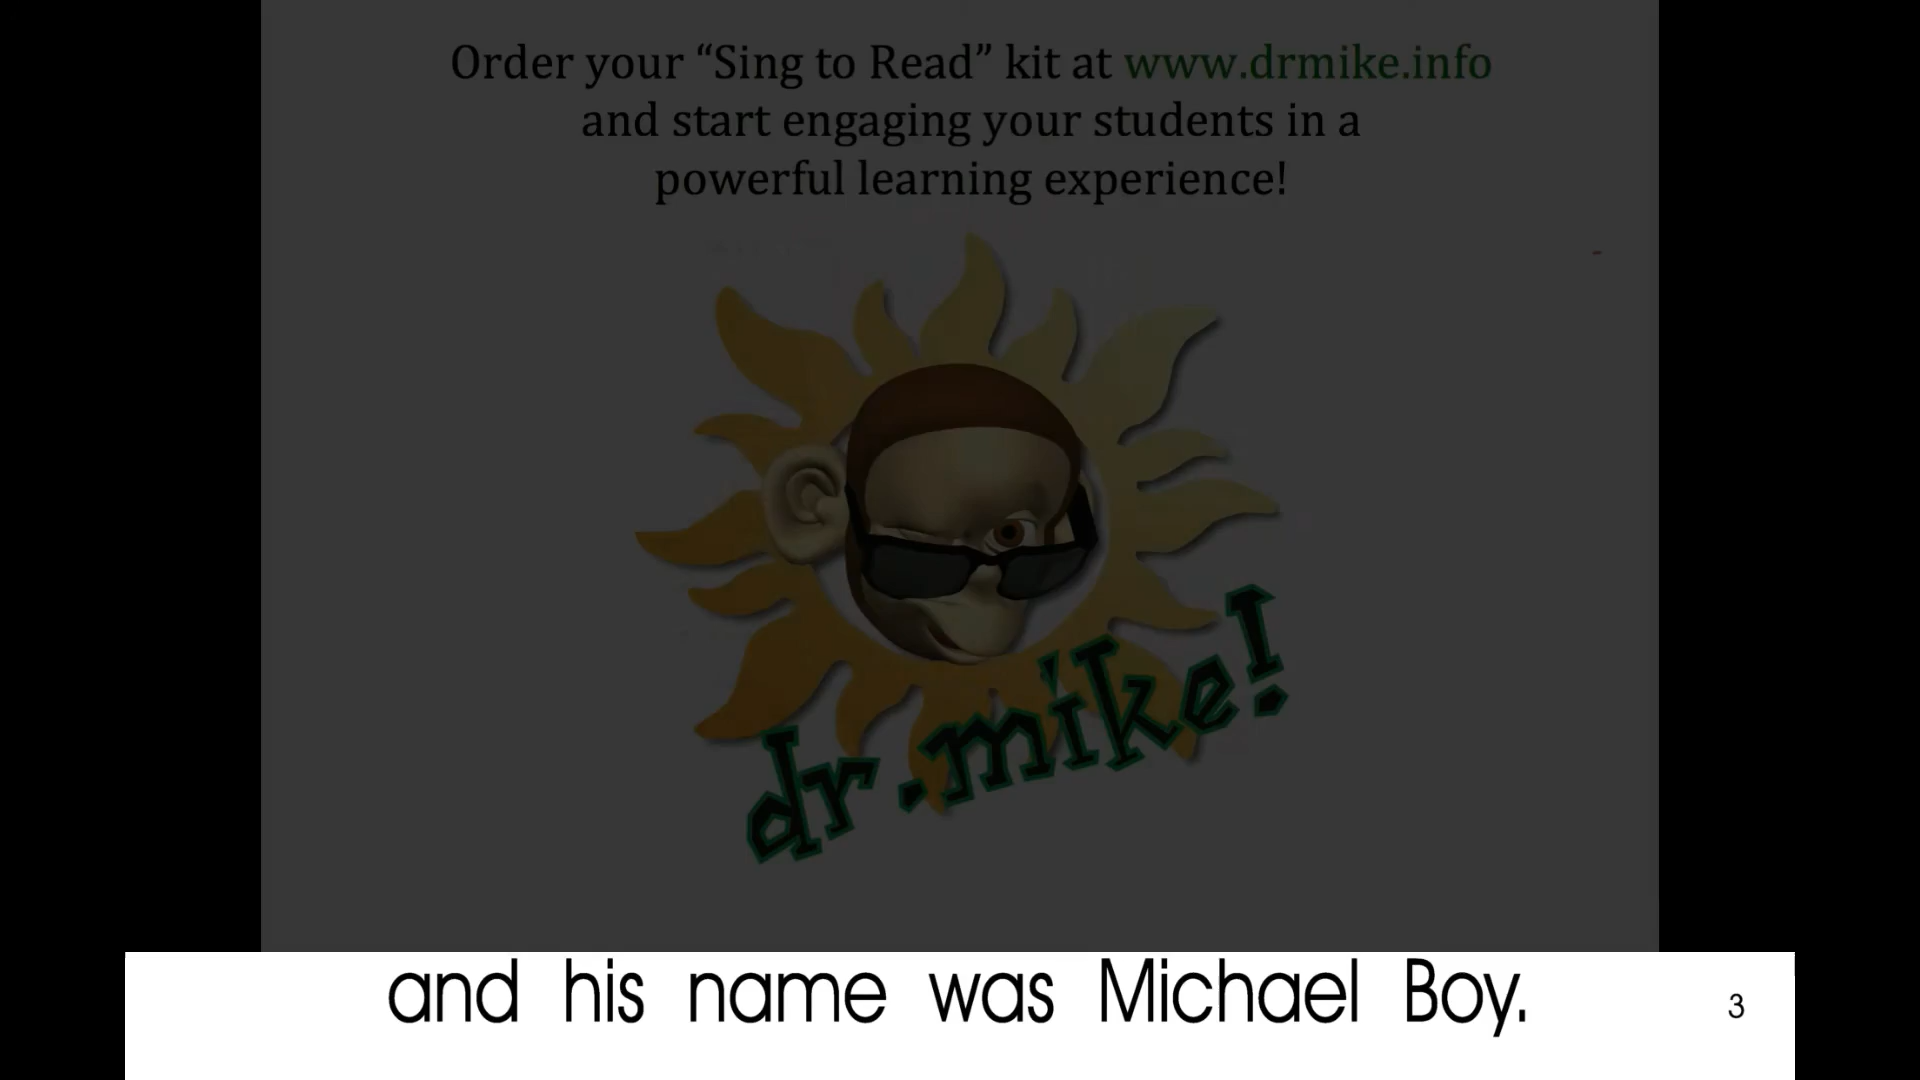 Order your “Sing to Read” kit at www.drmike.info
and start engaging your students in a
powerful learning experience!
dr.mike!
and his name was Michael Boy.
3